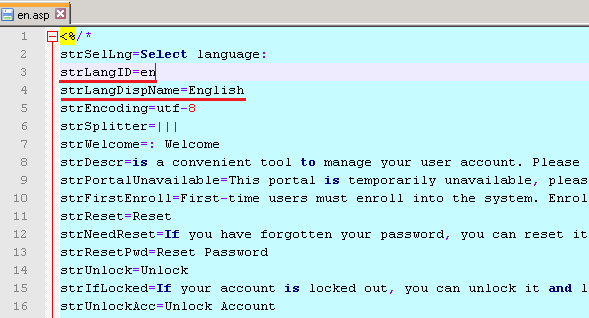 en.asp
1 <%/*
2 strSelLng=Select language:
3 strLangID=en
4 strLangDispName=English
5 strEncoding=utf-8
6 strSplitter=|||
7 strWelcome=: Welcome
8 strDescr=is a convenient tool to manage your user account. Please
9 strPortalUnavailable=This portal is temporarily unavailable, pleas
10 strFirstEnroll=First-time users must enroll into the system. Enrol
11 strReset=Reset
12 strNeedReset=If you have forgotten your password, you can reset it
13 strResetPwd=Reset Password
14 strUnlock=Unlock
15 strIfLocked=If your account is locked out, you can unlock it and l
16 strUnlockAcc=Unlock Account